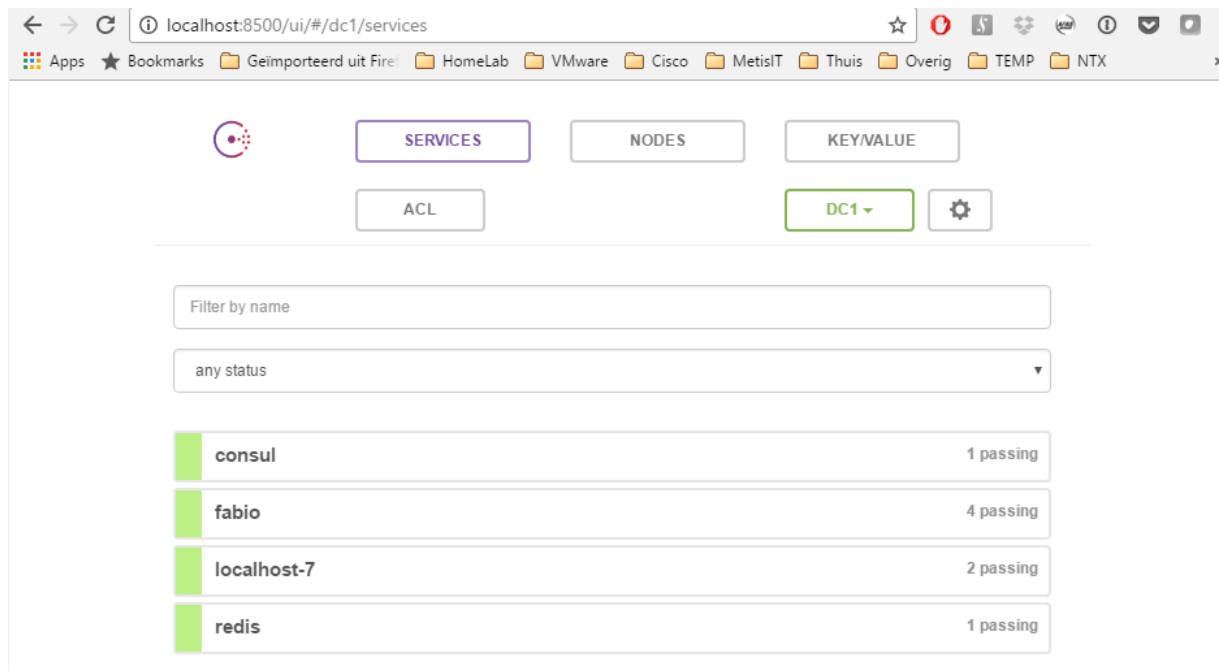 localhost:8500/ui/#/dc1/services
Apps Bookmarks Geïmporteerd uit Fire HomeLab VMware Cisco MetisIT Thuis Overig TEMP NTX
SERVICES NODES KEY/VALUE
ACL DC1
Filter by name
any status
consul 1 passing
fabio 4 passing
localhost-7 2 passing
redis 1 passing